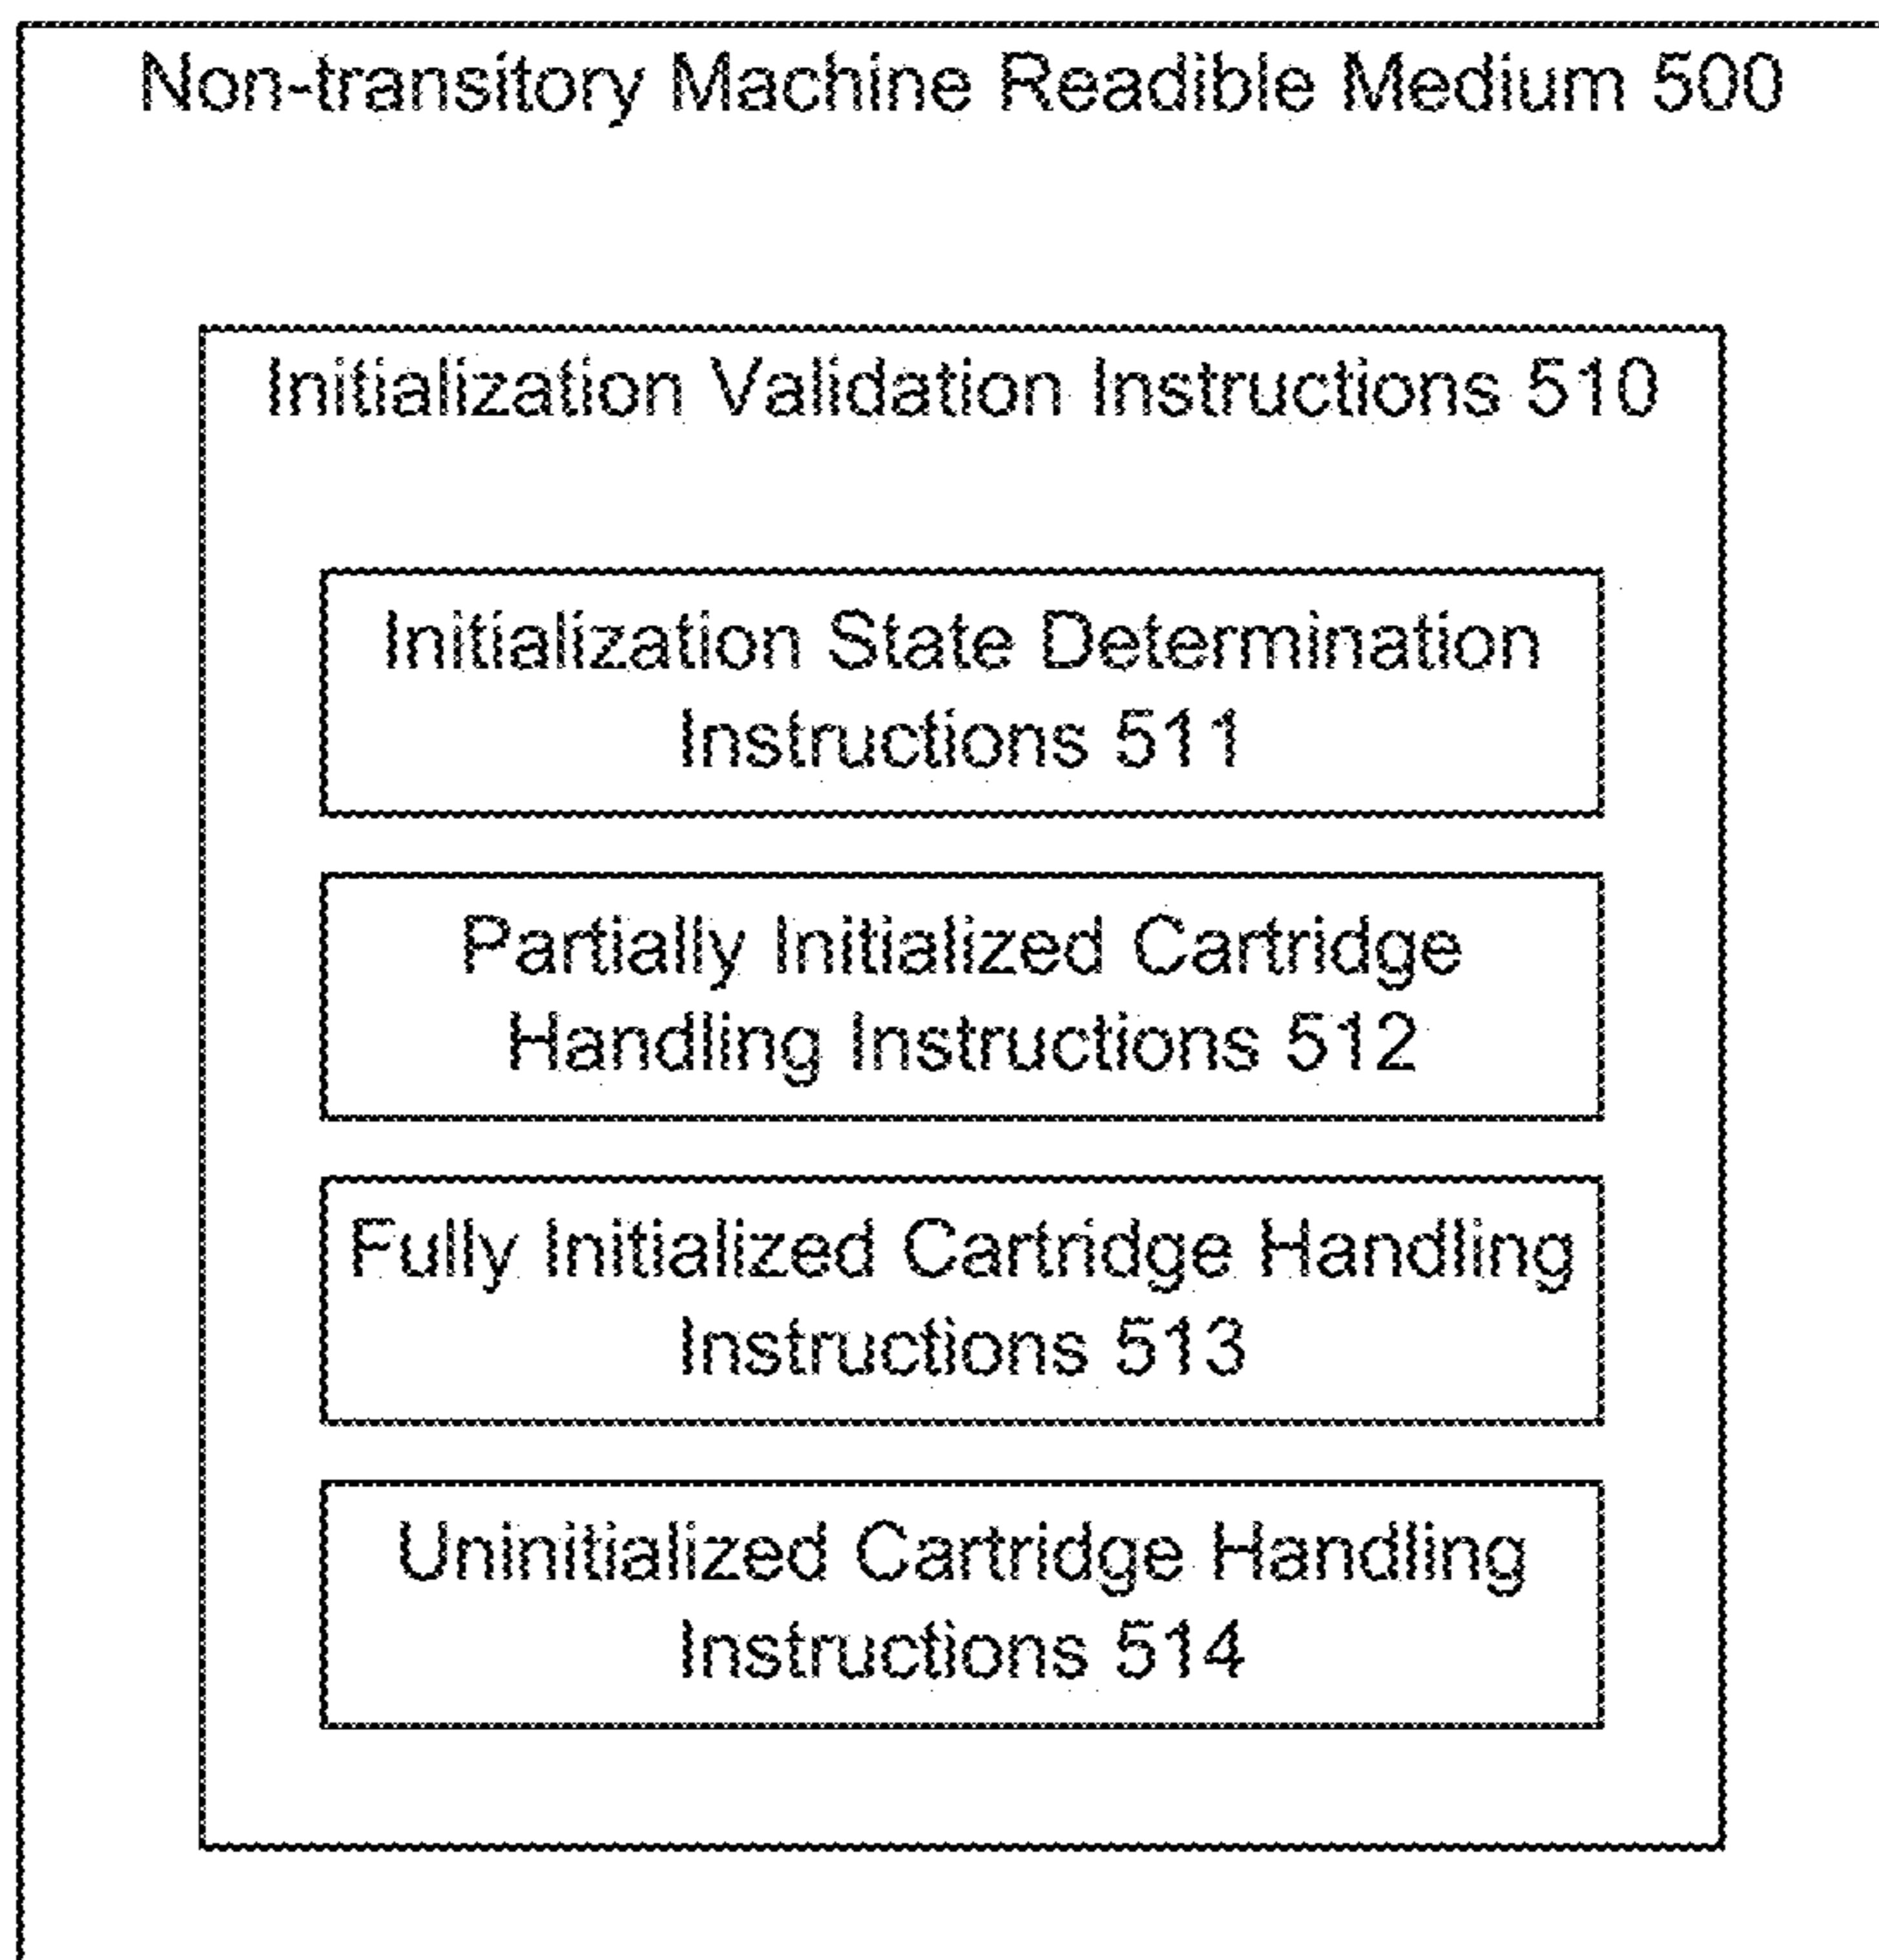 Non-transitory Machine Readible Medium 500
Initialization Validation Instructions 510
Initialization State Determination
Instructions 511
Partially Initialized Cartridge
Handling Instructions 512
Fully Initialized Cartridge Handling
Instructions 513
Uninitialized Cartridge Handling
Instructions 514